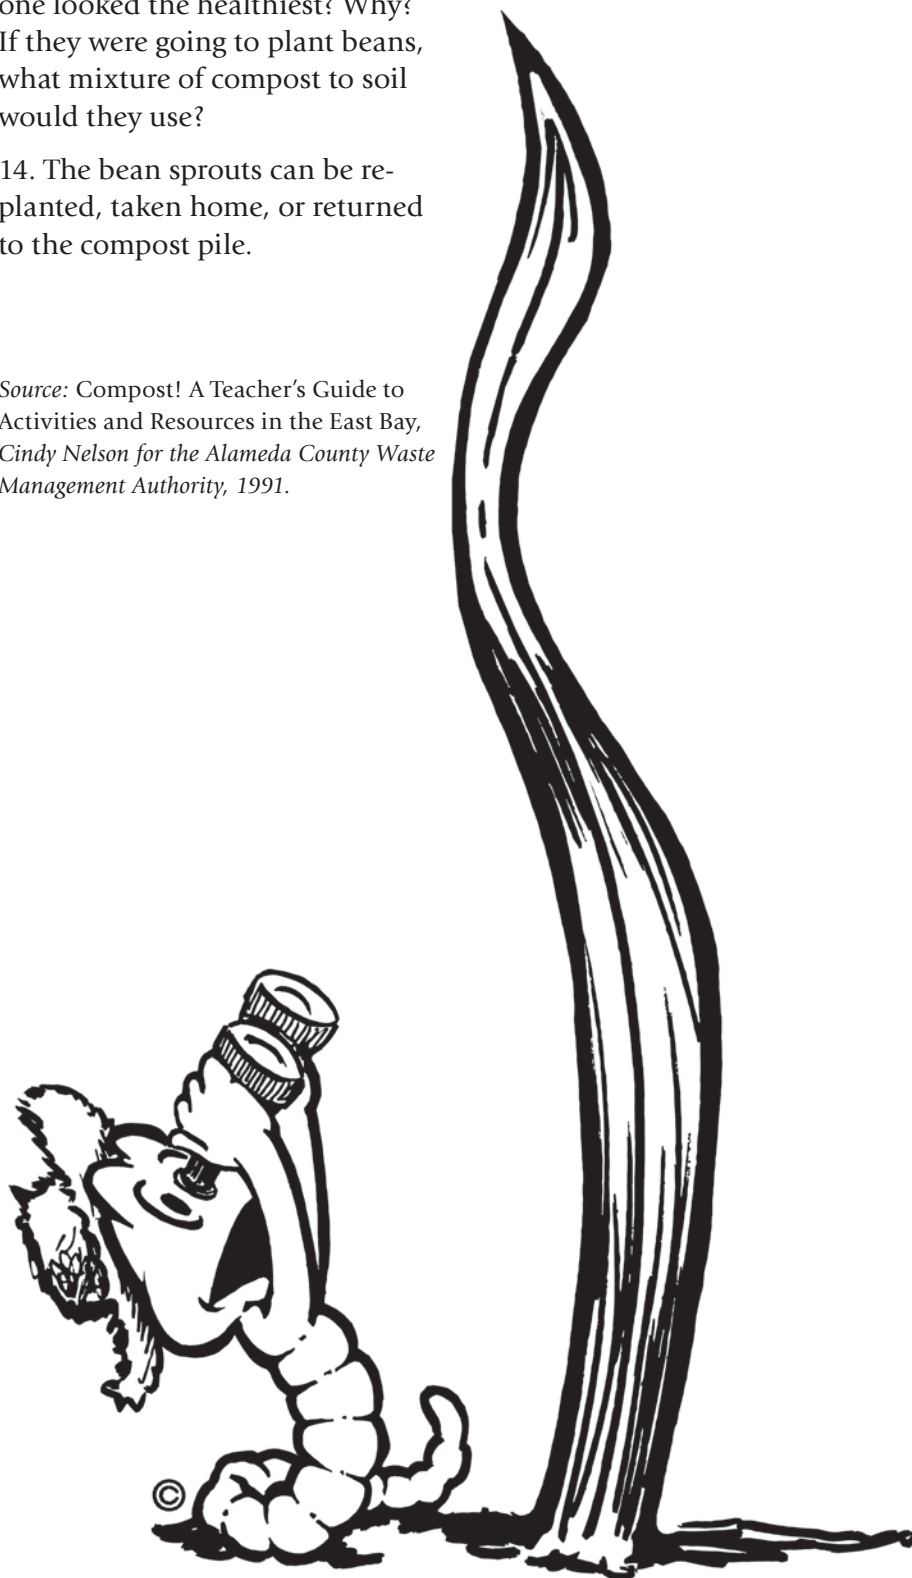 one looked the healthiest? Why?
If they were going to plant beans,
what mixture of compost to soil
would they use?
14. The bean sprouts can be re-
planted, taken home, or returned
to the compost pile.
Source: Compost! A Teacher’s Guide to
Activities and Resources in the East Bay,
Cindy Nelson for the Alameda County Waste
Management Authority, 1991.
©